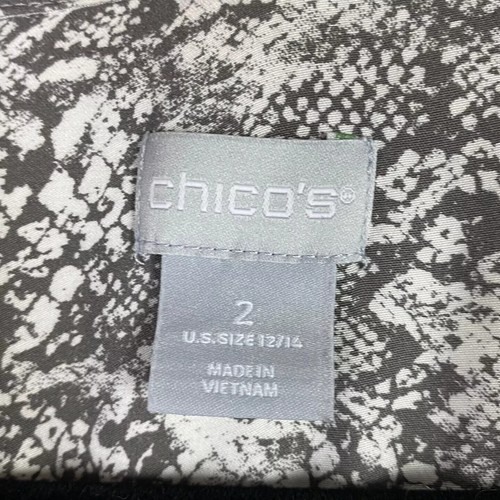 chico's®
2
U.S. SIZE 12/14
MADE IN
VIETNAM